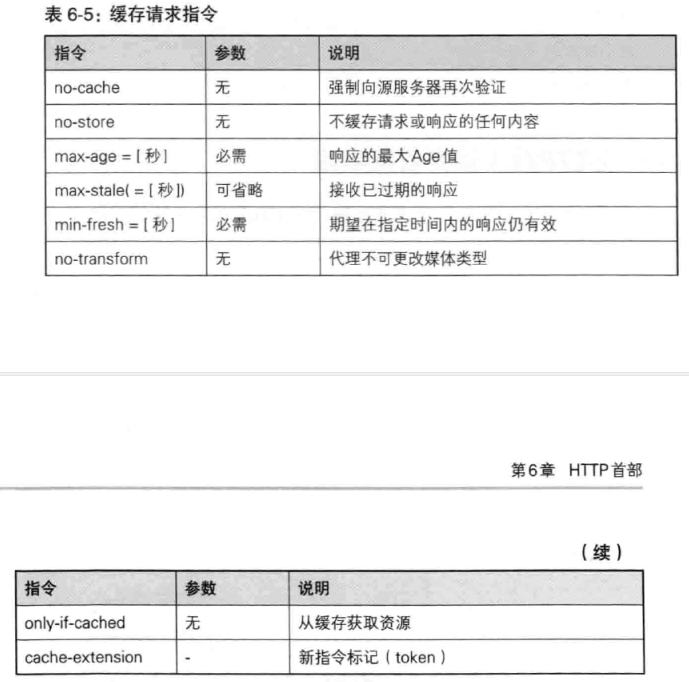 表 6-5：缓存请求指令
指令 参数 说明
no-cache 无 强制向源服务器再次验证
no-store 无 不缓存请求或响应的任何内容
max-age = [ 秒] 必需 响应的最大Age值
max-stale( = [ 秒]) 可省略 接收已过期的响应
min-fresh = [ 秒] 必需 期望在指定时间内的响应仍有效
no-transform 无 代理不可更改媒体类型
第6章 HTTP首部
（续）
指令 参数 说明
only-if-cached 无 从缓存获取资源
cache-extension - 新指令标记（token）